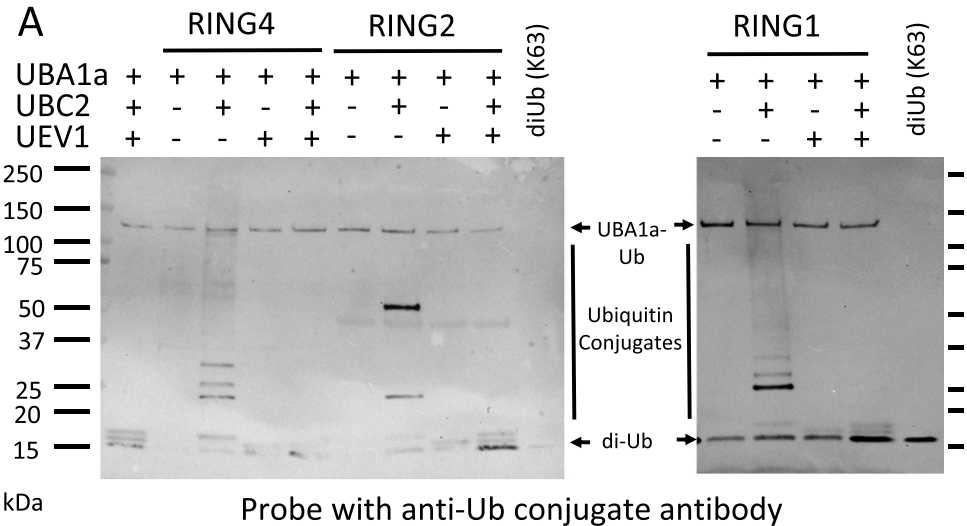 A
RING4 RING2 diUb (K63) RING1 diUb (K63)
UBA1a + + + + + + + + + + + + +
UBC2 + - + - + - + - + - + - +
UEV1 + - - + + - - + + - - + +
250
150
100
75
50
37
25
20
15
kDa
UBA1a-
Ub
Ubiquitin
Conjugates
di-Ub
Probe with anti-Ub conjugate antibody